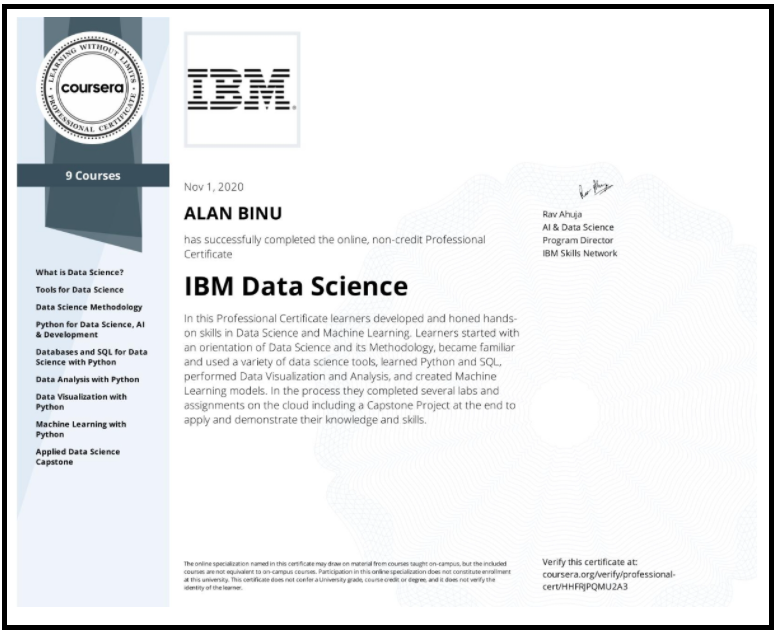 LEARNING WITHOUT LIMITS
coursera
PROFESSIONAL CERTIFICATE
9 Courses
What is Data Science?
Tools for Data Science
Data Science Methodology
Python for Data Science, AI
& Development
Databases and SQL for Data
Science with Python
Data Analysis with Python
Data Visualization with
Python
Machine Learning with
Python
Applied Data Science
Capstone
IBM®
Nov 1, 2020
ALAN BINU
has successfully completed the online, non-credit Professional
Certificate
IBM Data Science
In this Professional Certificate learners developed and honed hands-
on skills in Data Science and Machine Learning. Learners started with
an orientation of Data Science and its Methodology, became familiar
and used a variety of data science tools, learned Python and SQL,
performed Data Visualization and Analysis, and created Machine
Learning models. In the process they completed several labs and
assignments on the cloud including a Capstone Project at the end to
apply and demonstrate their knowledge and skills.
Rav Ahuja
AI & Data Science
Program Director
IBM Skills Network
The online specialization named in this certificate may draw on material from courses taught on-campus, but the included
courses are not equivalent to on-campus courses. Participation in this online specialization does not constitute enrollment
at this university. This certificate does not confer a University grade, course credit or degree, and it does not verify the
identity of the learner.
Verify this certificate at:
coursera.org/verify/professional-
cert/HHFRJPQMU2A3